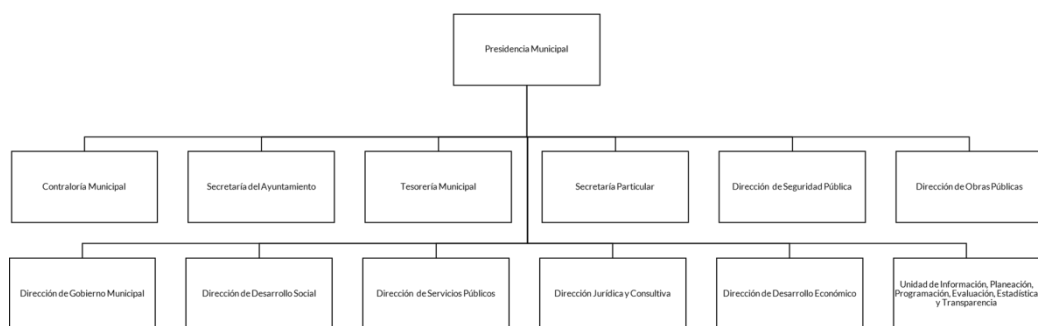 Presidencia Municipal
Contraloría Municipal
Secretaría del Ayuntamiento
Tesorería Municipal
Secretaría Particular
Dirección de Seguridad Pública
Dirección de Obras Públicas
Dirección de Gobierno Municipal
Dirección de Desarrollo Social
Dirección de Servicios Públicos
Dirección Jurídica y Consultiva
Dirección de Desarrollo Económico
Unidad de Información, Planeación,
Programación, Evaluación, Estadística
y Transparencia